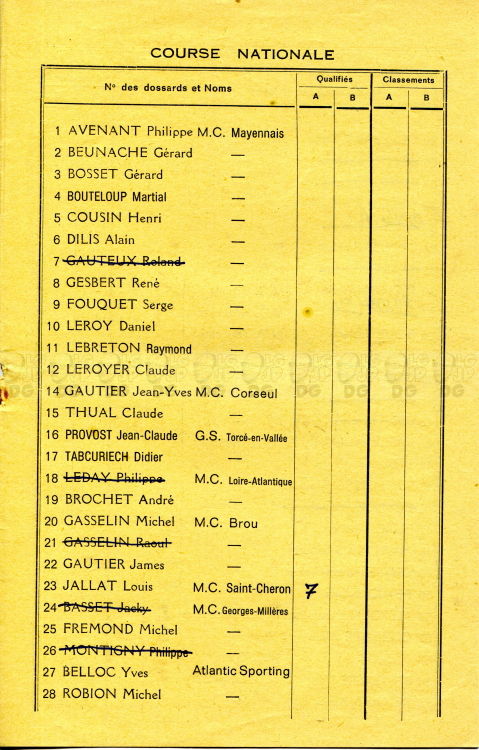 COURSE NATIONALE
N° des dossards et Noms
Qualifiés
Classements
A B A B
1 AVENANT Philippe M.C. Mayennais
2 BEUNACHE Gérard —
3 BOSSET Gérard —
4 BOUTELOUP Martial —
5 COUSIN Henri —
6 DILIS Alain —
7 GAUTEUX Roland —
8 GESBERT René —
9 FOUQUET Serge —
10 LEROY Daniel —
11 LEBRETON Raymond —
12 LEROYER Claude —
14 GAUTIER Jean-Yves M.C. Corseul
15 THUAL Claude —
16 PROVOST Jean-Claude G.S. Torcé-en-Vallée
17 TABCURIECH Didier —
18 LEDAY Philippe M.C. Loire-Atlantique
19 BROCHET André —
20 GASSELIN Michel M.C. Brou
21 GASSELIN Raoul —
22 GAUTIER James —
23 JALLAT Louis M.C. Saint-Cheron 7
24 BASSET Jacky M.C. Georges-Millères
25 FREMOND Michel —
26 MONTIGNY Philippe —
27 BELLOC Yves Atlantic Sporting
28 ROBION Michel —
DG DG DG DG DG